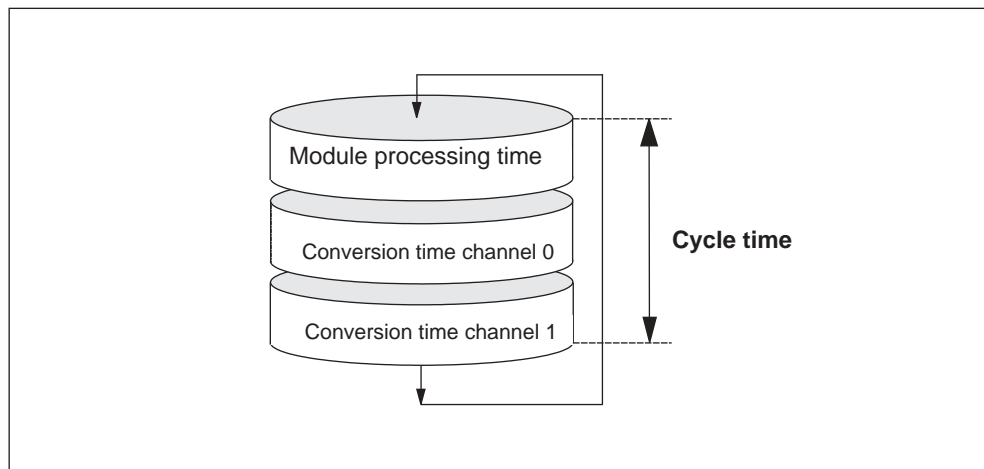 Module processing time
Conversion time channel 0
Cycle time
Conversion time channel 1